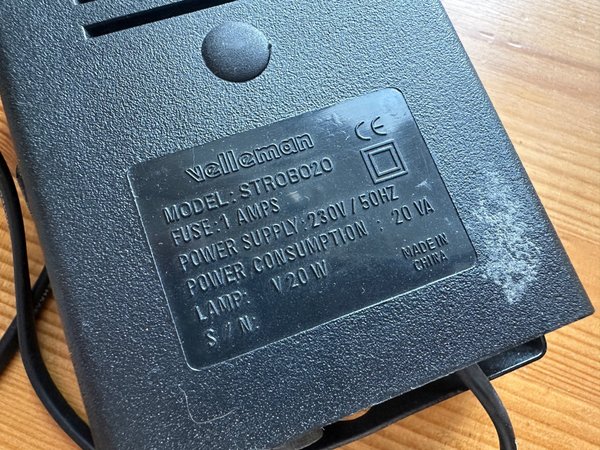 velleman
CE
MODEL: STROBO20
FUSE: 1 AMPS
POWER SUPPLY: 230V / 50HZ
POWER CONSUMPTION : 20 VA
LAMP: V20W
MADE IN
CHINA
S / N: